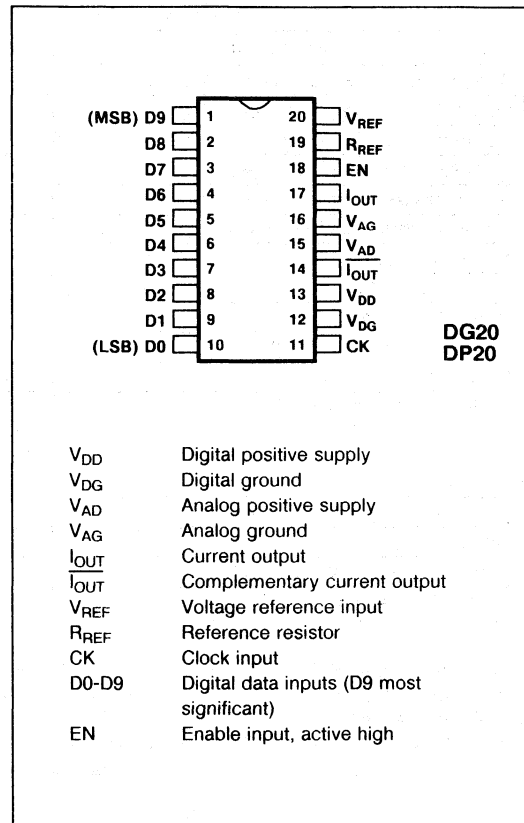 (MSB) D9 1 20 VREF
D8 2 19 RREF
D7 3 18 EN
D6 4 17 IOUT
D5 5 16 VAG
D4 6 15 VAD
D3 7 14 IOUT
D2 8 13 VDD
D1 9 12 VDG
(LSB) D0 10 11 CK
DG20
DP20
VDD Digital positive supply
VDG Digital ground
VAD Analog positive supply
VAG Analog ground
IOUT Current output
IOUT Complementary current output
VREF Voltage reference input
RREF Reference resistor
CK Clock input
D0-D9 Digital data inputs (D9 most
significant)
EN Enable input, active high